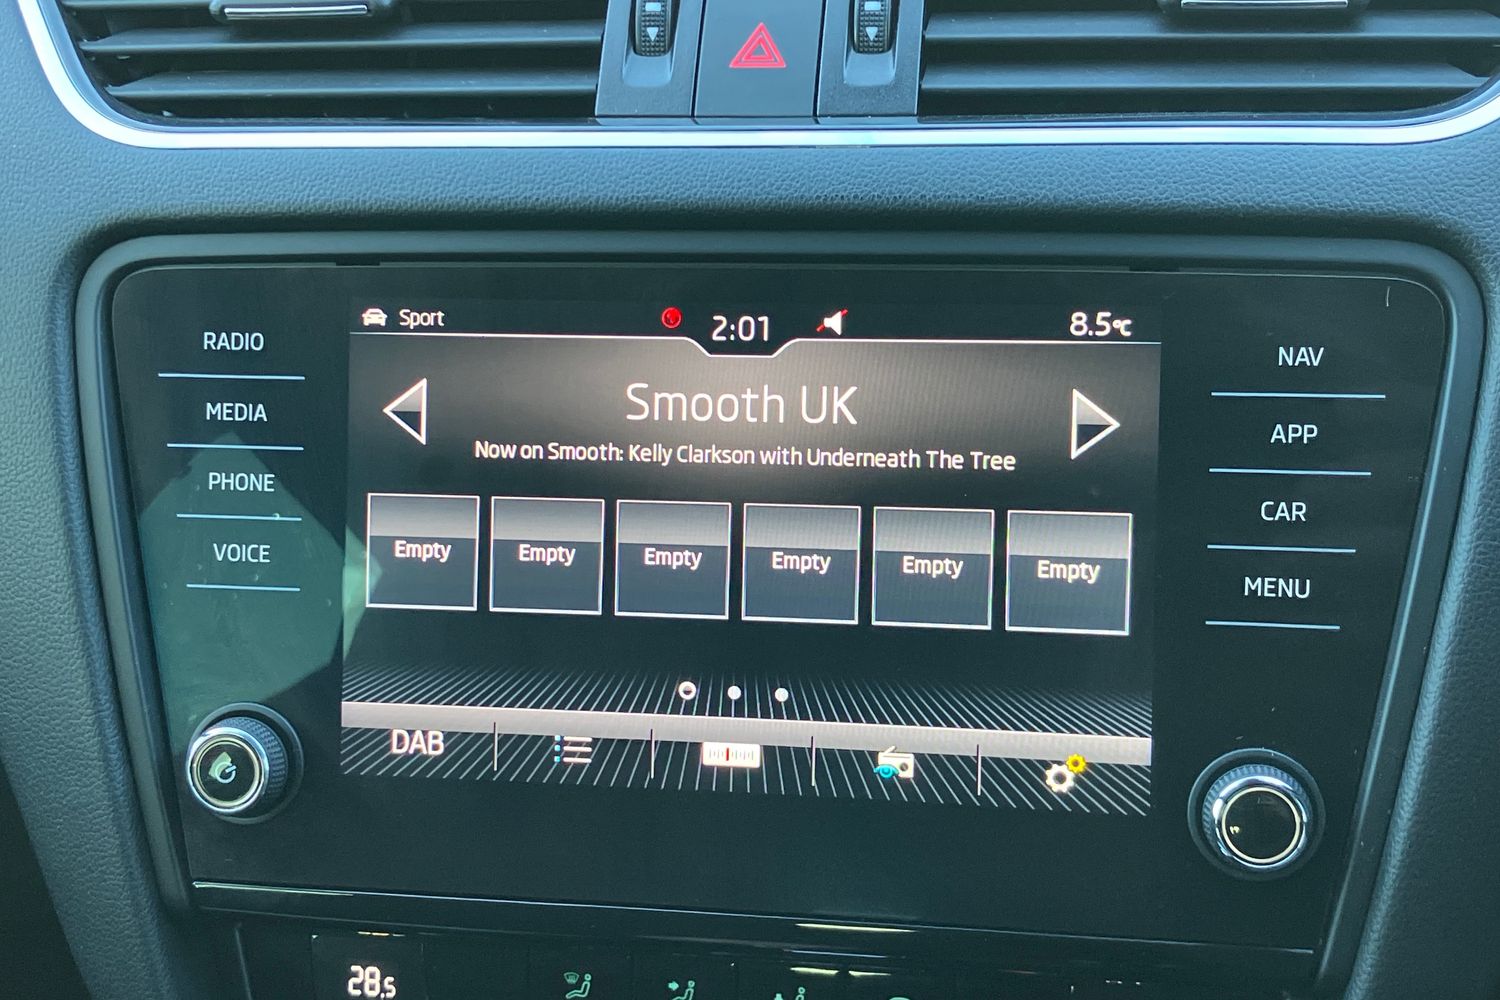 Sport
2:01
8.5°C
RADIO
MEDIA
PHONE
VOICE
Smooth UK
Now on Smooth: Kelly Clarkson with Underneath The Tree
Empty Empty Empty Empty Empty Empty
DAB
NAV
APP
CAR
MENU
28.5